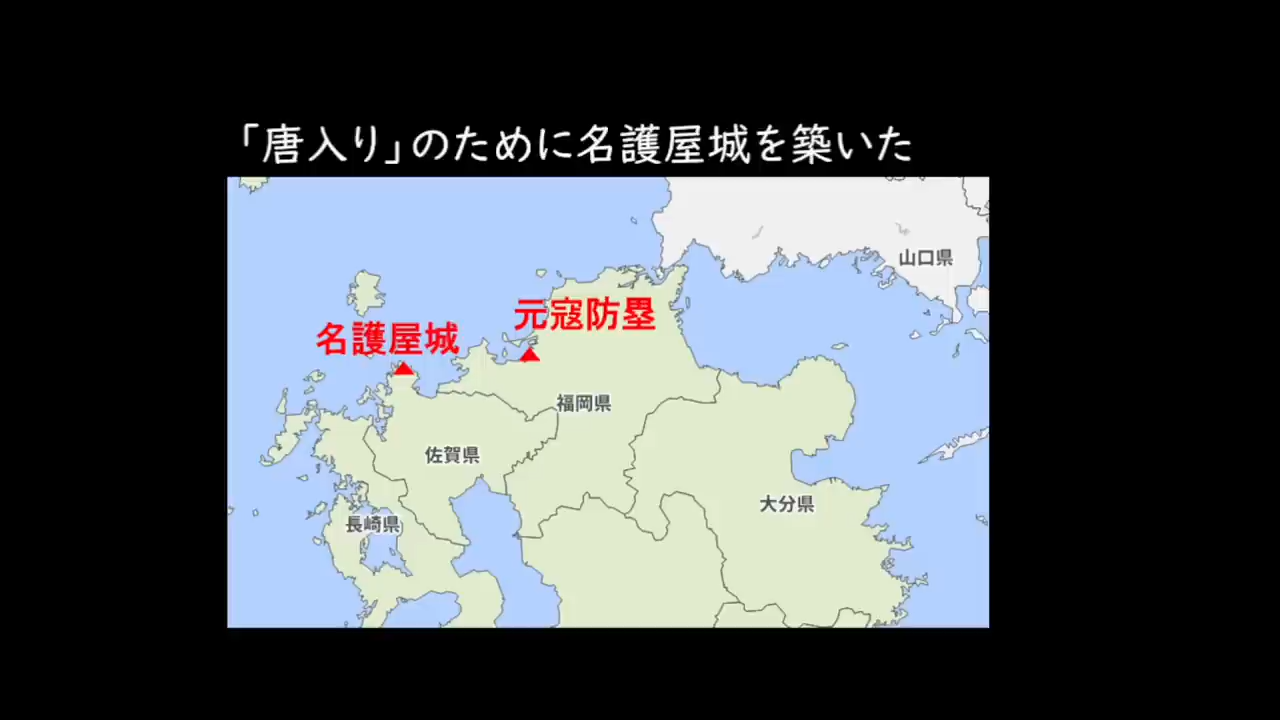 「唐入り」のために名護屋城を築いた
山口県
元寇防塁
名護屋城
福岡県
佐賀県
大分県
長崎県